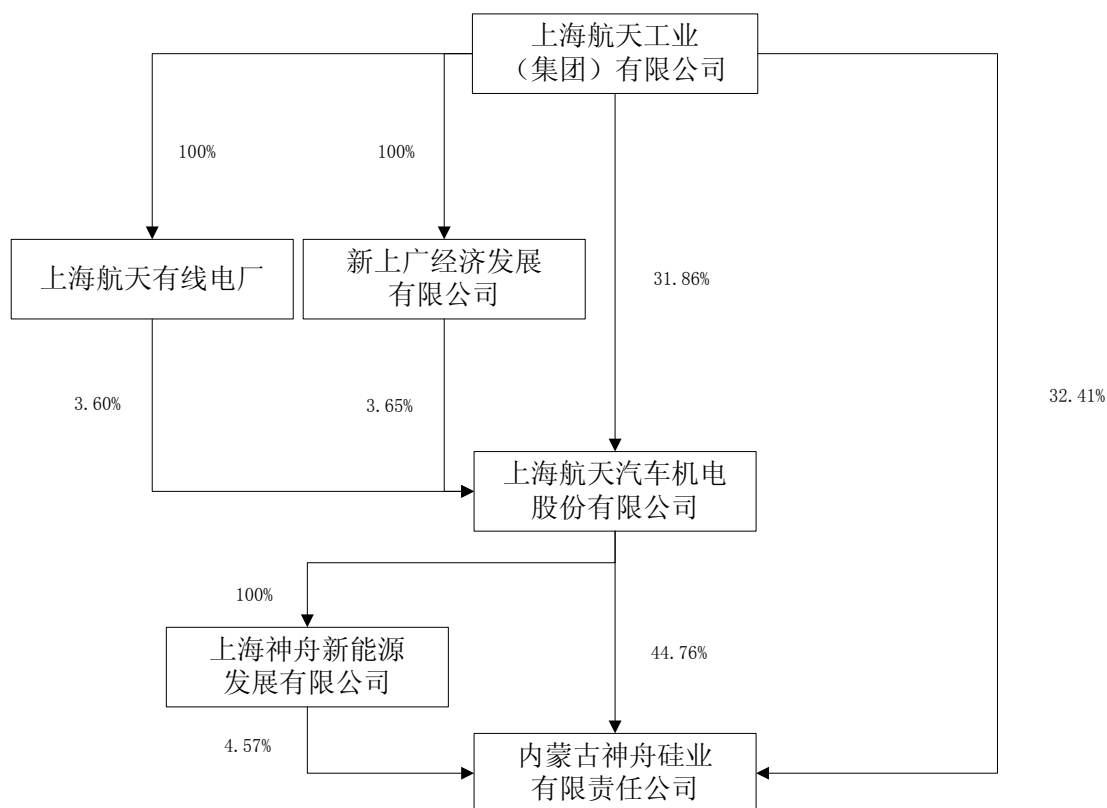 上海航天工业
（集团）有限公司
100%
100%
上海航天有线电厂
新上广经济发展
有限公司
31.86%
3.60%
3.65%
32.41%
上海航天汽车机电
股份有限公司
100%
上海神舟新能源
发展有限公司
44.76%
4.57%
内蒙古神舟硅业
有限责任公司